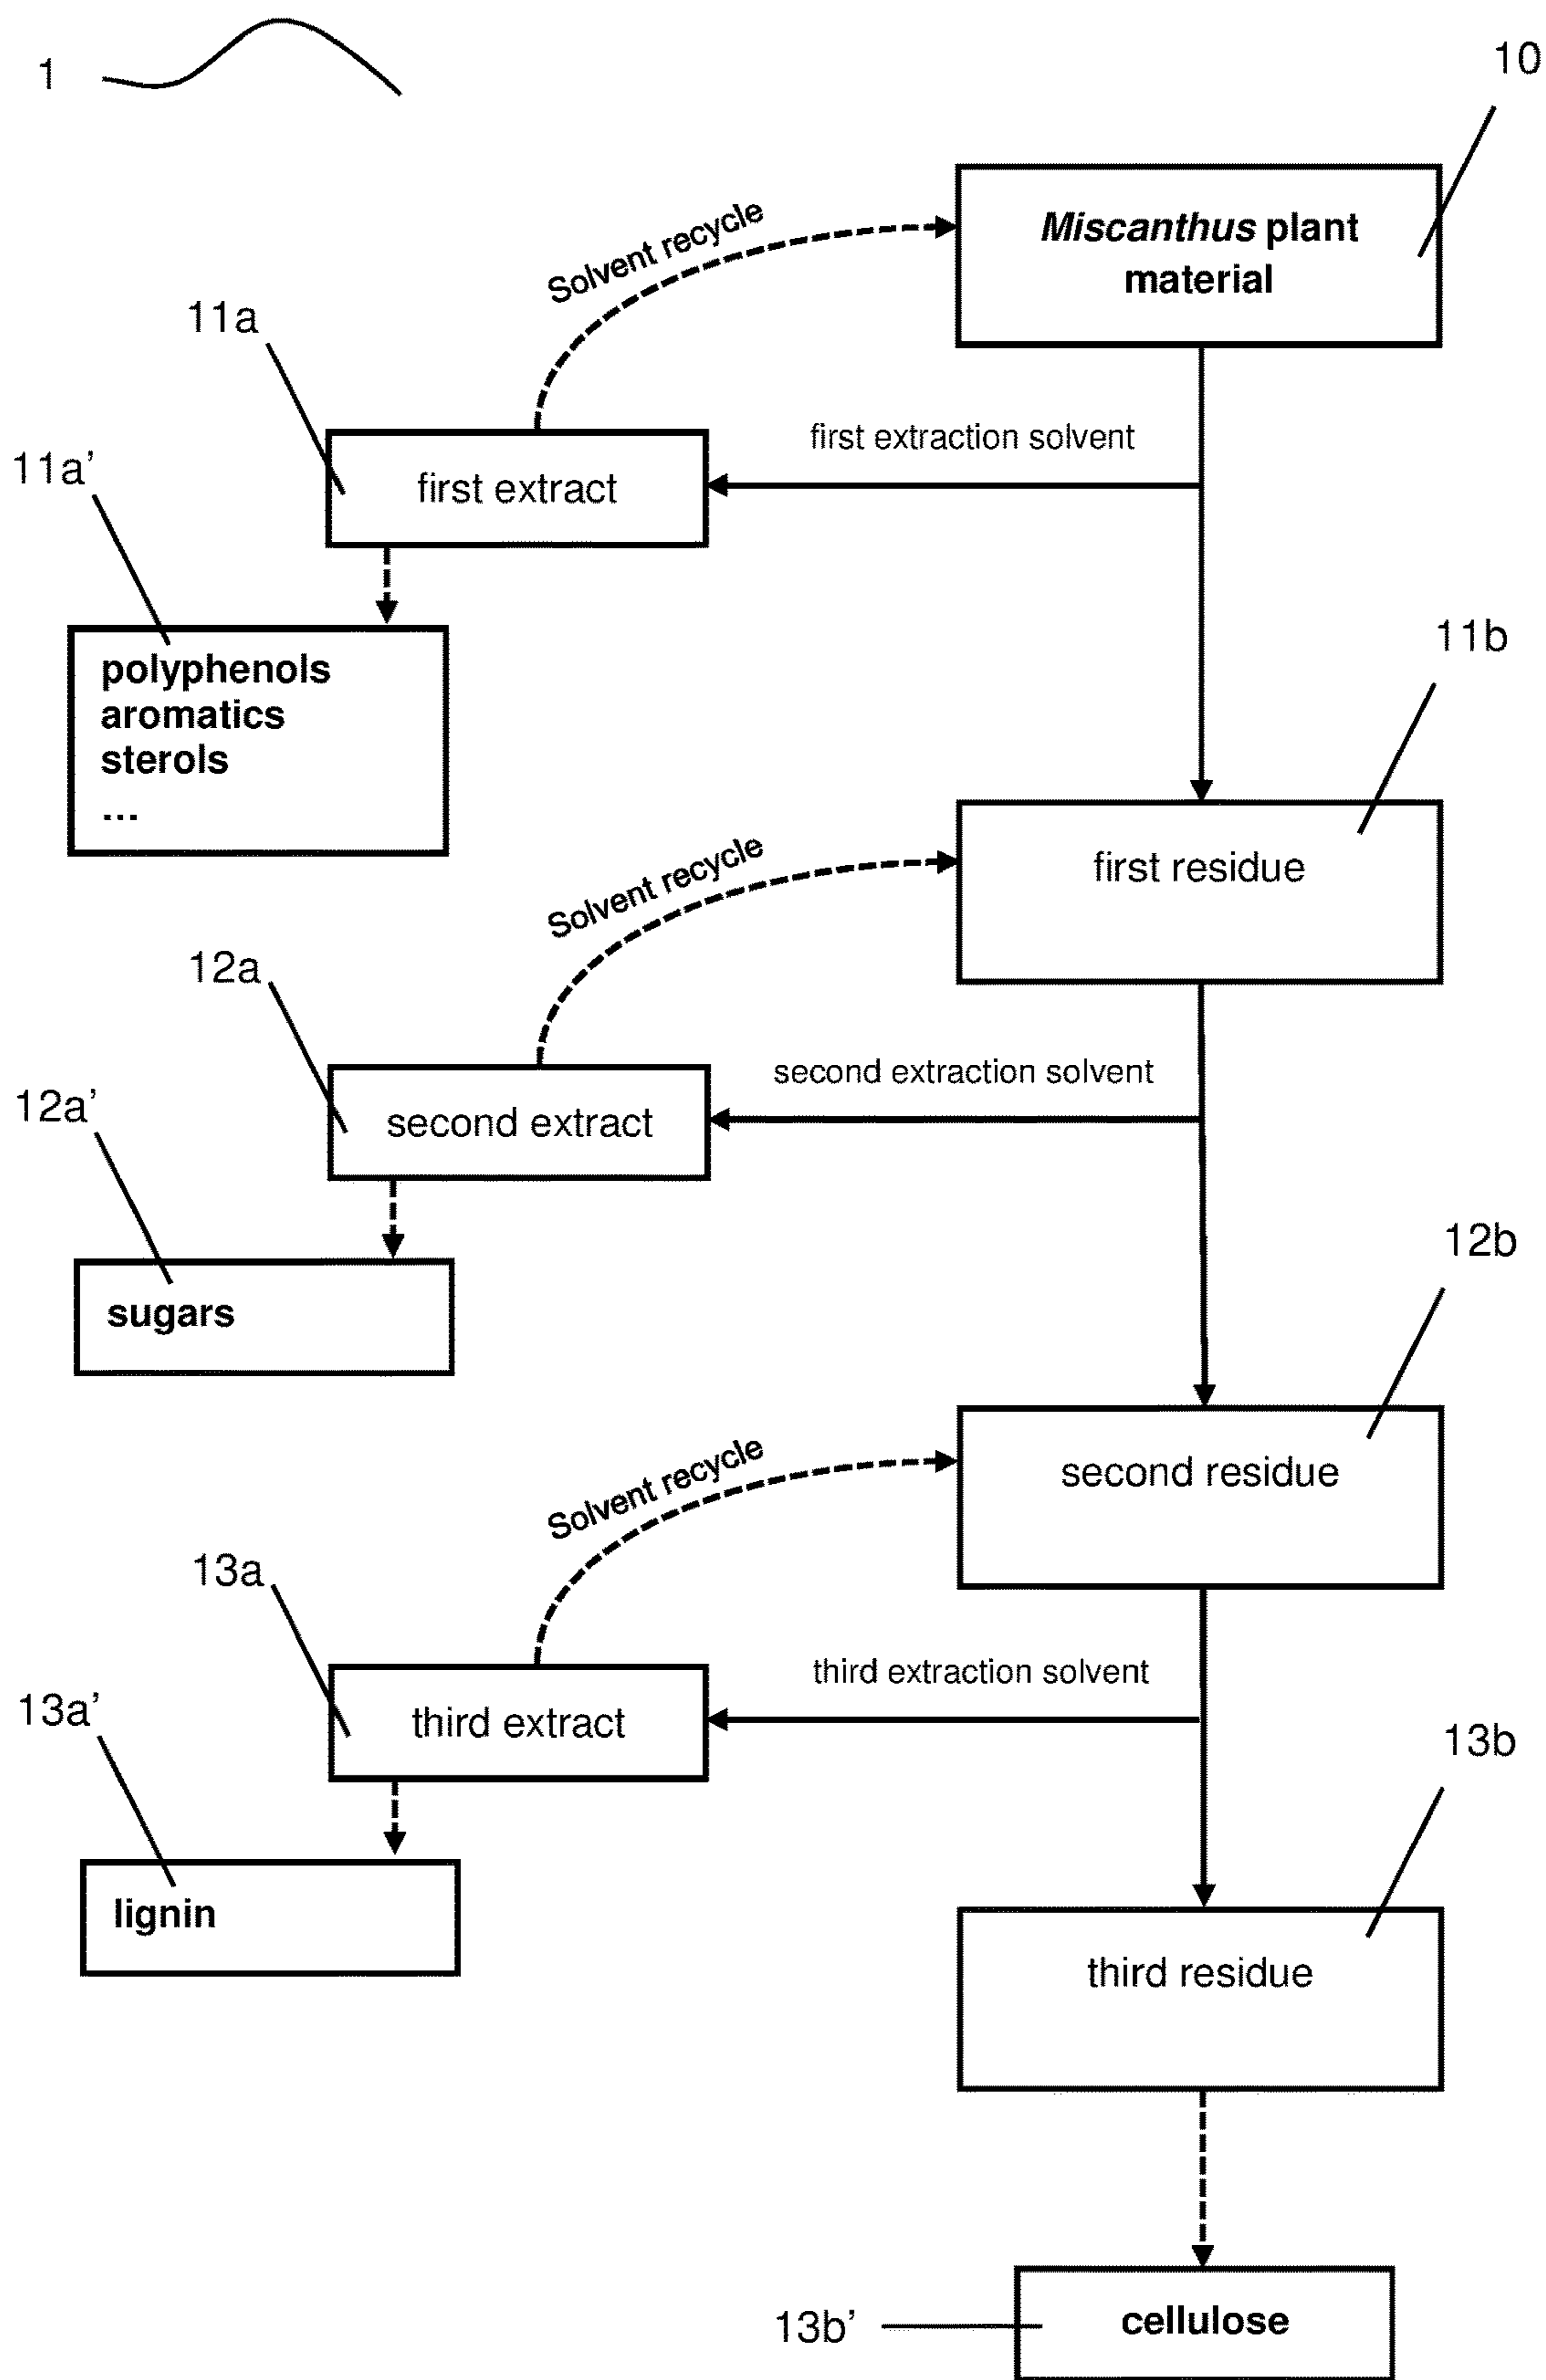 1
10
Miscanthus plant
material
Solvent recycle
11a
first extraction solvent
first extract
11a’
polyphenols
aromatics
sterols
...
11b
first residue
Solvent recycle
12a
second extraction solvent
second extract
12a’
sugars
12b
second residue
Solvent recycle
13a
third extraction solvent
third extract
13a’
lignin
13b
third residue
13b’
cellulose